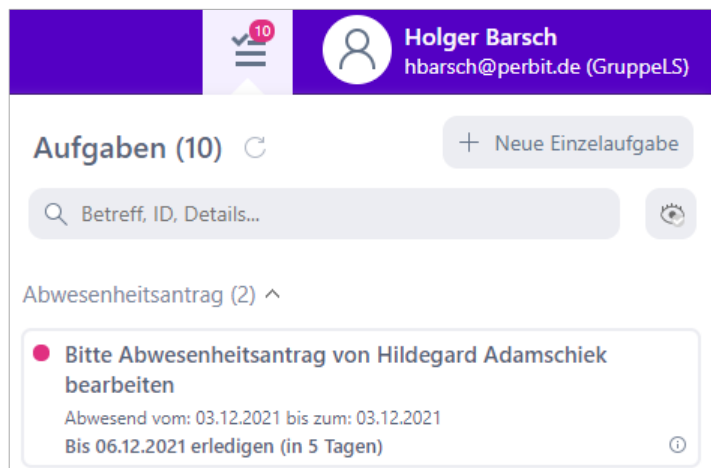 10
Holger Barsch
hbarsch@perbit.de (GruppeLS)
Aufgaben (10)
+ Neue Einzelaufgabe
Betreff, ID, Details...
Abwesenheitsantrag (2)
Bitte Abwesenheitsantrag von Hildegard Adamschiek
bearbeiten
Abwesend vom: 03.12.2021 bis zum: 03.12.2021
Bis 06.12.2021 erledigen (in 5 Tagen)